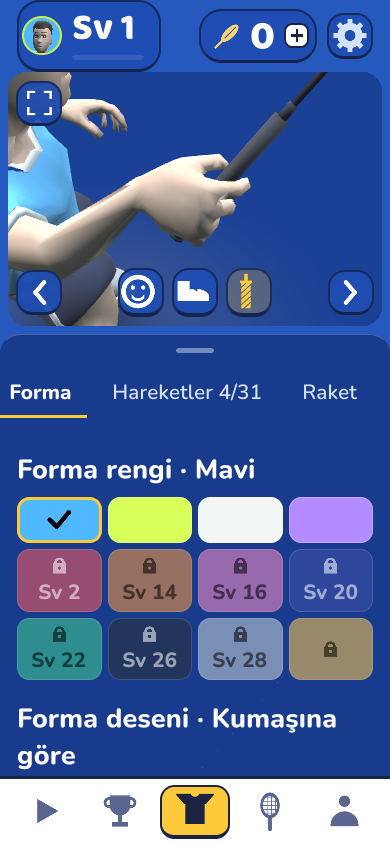 Sv 1
0
Forma
Hareketler 4/31
Raket
Forma rengi · Mavi
Sv 2
Sv 14
Sv 16
Sv 20
Sv 22
Sv 26
Sv 28
Forma deseni · Kumaşına
göre